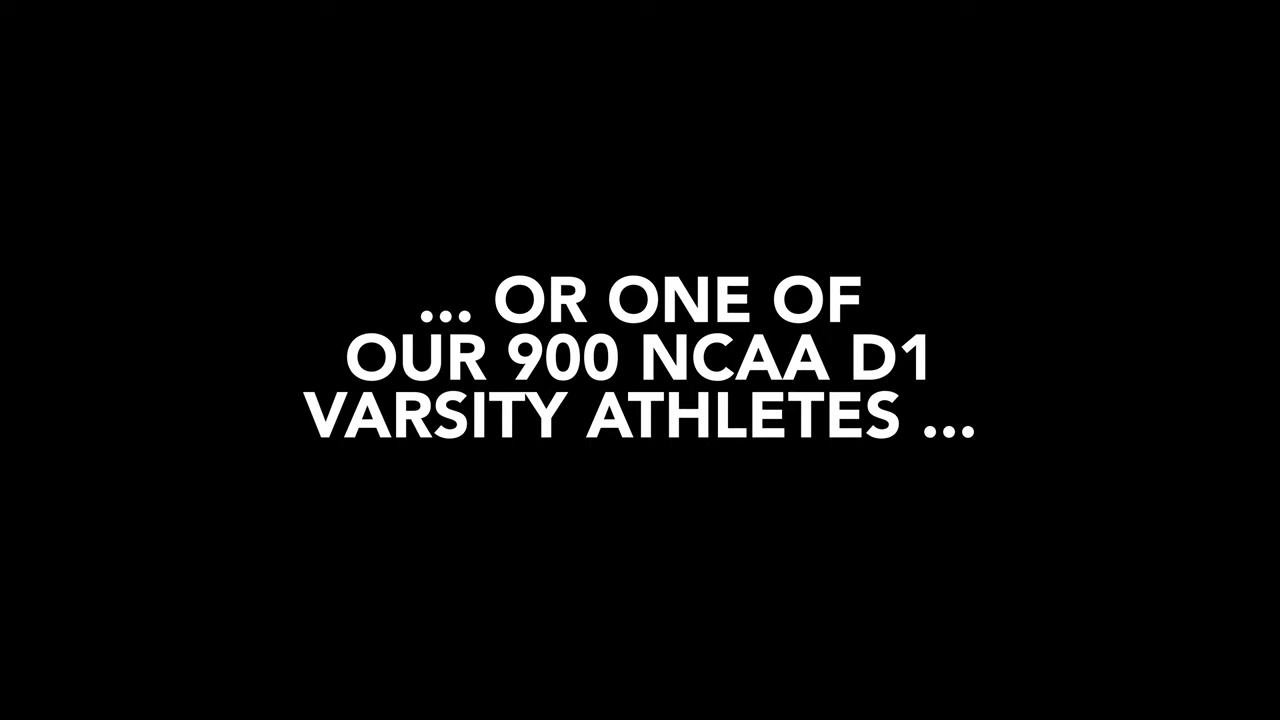 ... OR ONE OF
OUR 900 NCAA D1
VARSITY ATHLETES ...